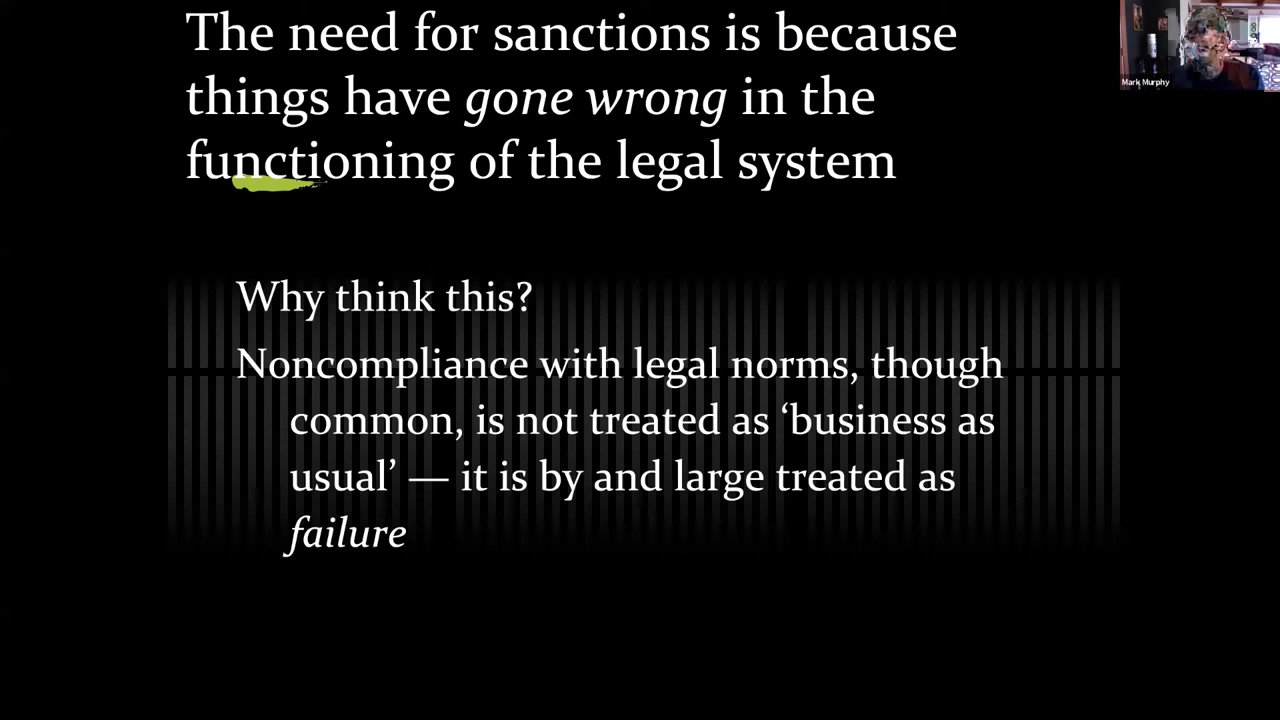 The need for sanctions is because
things have gone wrong in the
functioning of the legal system
Mark Murphy
Why think this?
Noncompliance with legal norms, though
common, is not treated as ‘business as
usual’ — it is by and large treated as
failure